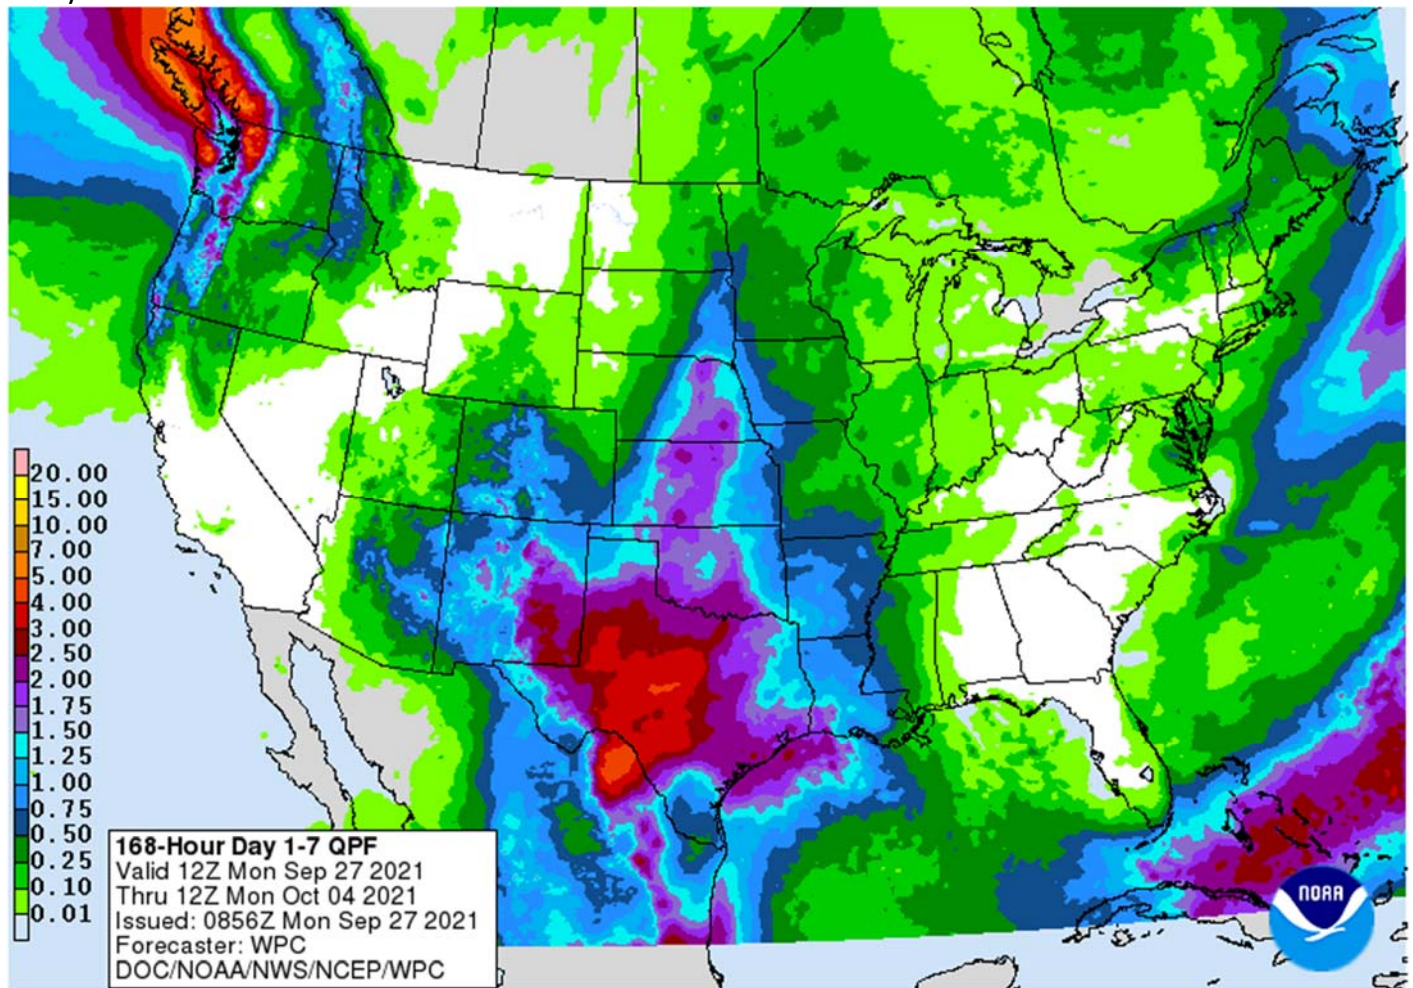 20.00
15.00
10.00
7.00
5.00
4.00
3.00
2.50
2.00
1.75
1.50
1.25
1.00
0.75
0.50
0.25
0.10
0.01
168-Hour Day 1-7 QPF
Valid 12Z Mon Sep 27 2021
Thru 12Z Mon Oct 04 2021
Issued: 0856Z Mon Sep 27 2021
Forecaster: WPC
DOC/NOAA/NWS/NCEP/WPC
NOAA